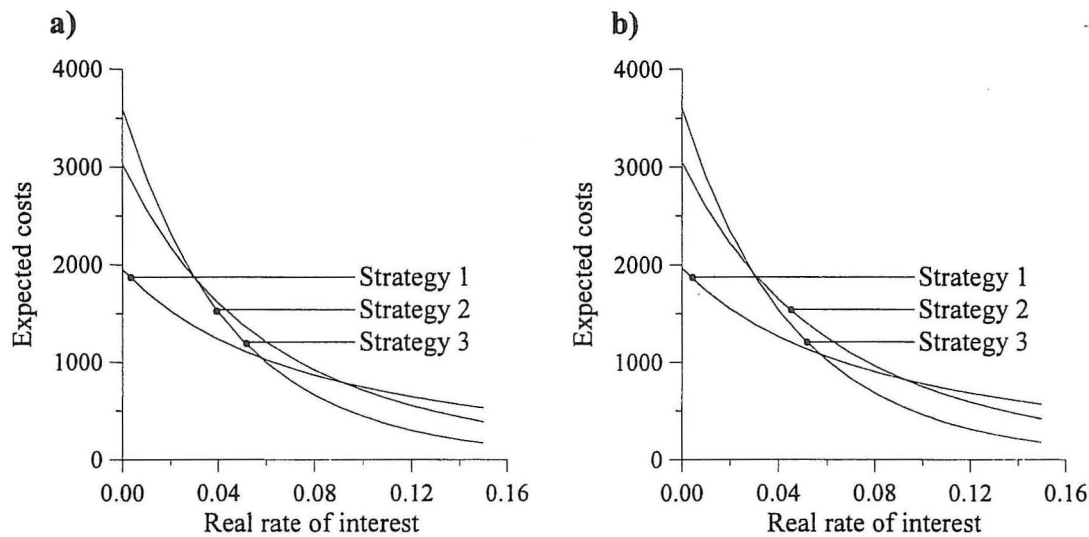 a)
4000
3000
2000
1000
0
Expected costs
Strategy 1
Strategy 2
Strategy 3
0.00 0.04 0.08 0.12 0.16
Real rate of interest
b)
4000
3000
2000
1000
0
Expected costs
Strategy 1
Strategy 2
Strategy 3
0.00 0.04 0.08 0.12 0.16
Real rate of interest